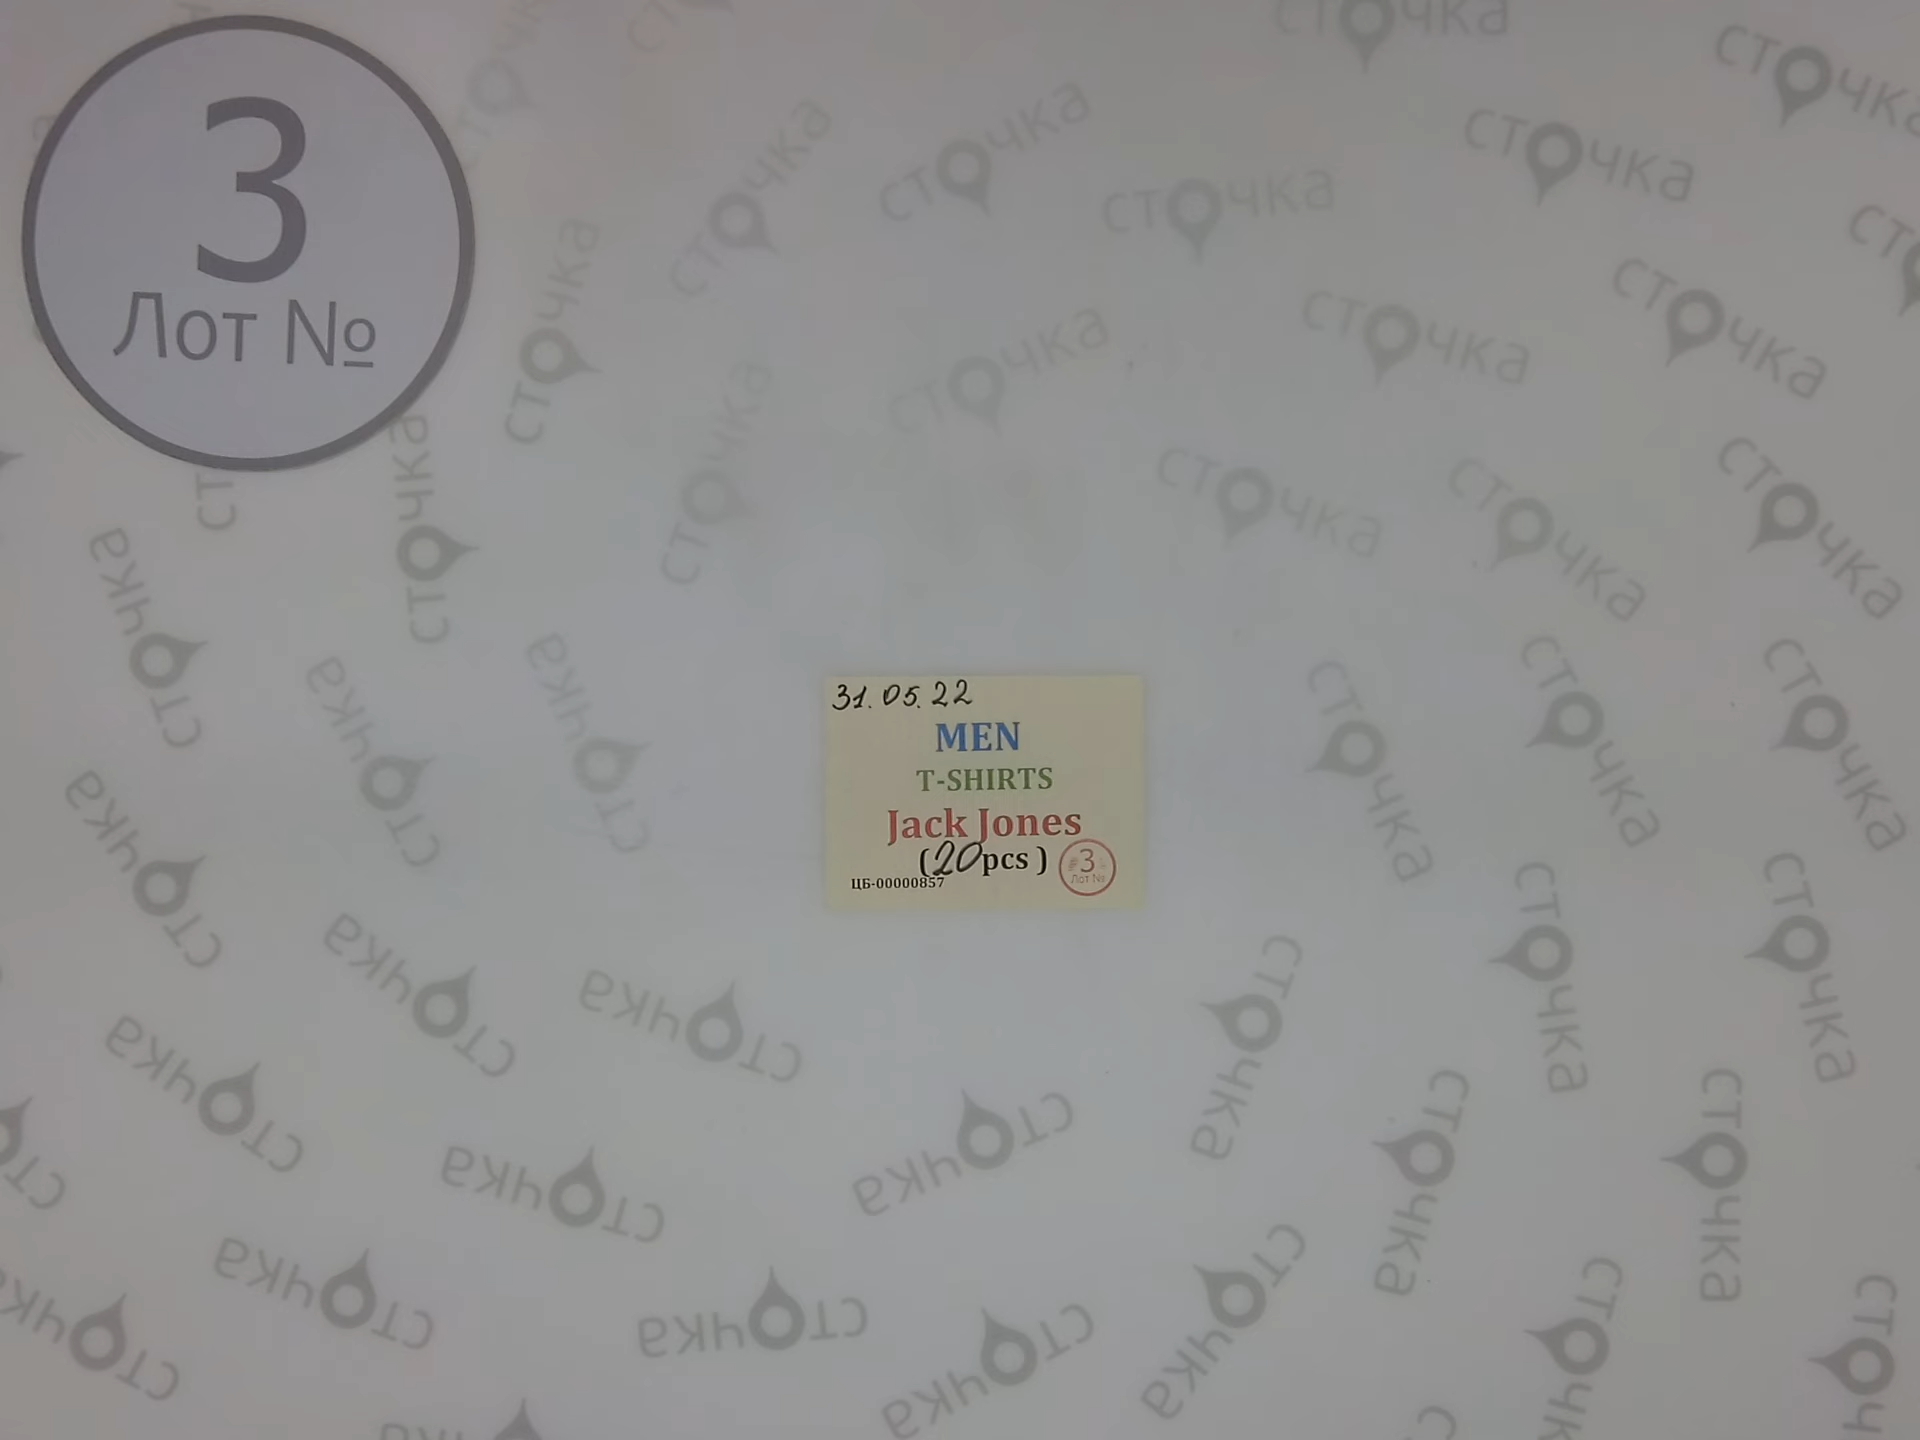 3
Лот №
31.05.22
MEN
T-SHIRTS
Jack Jones
(20pcs)
ЦБ-00000857
3
Лот №
сточка